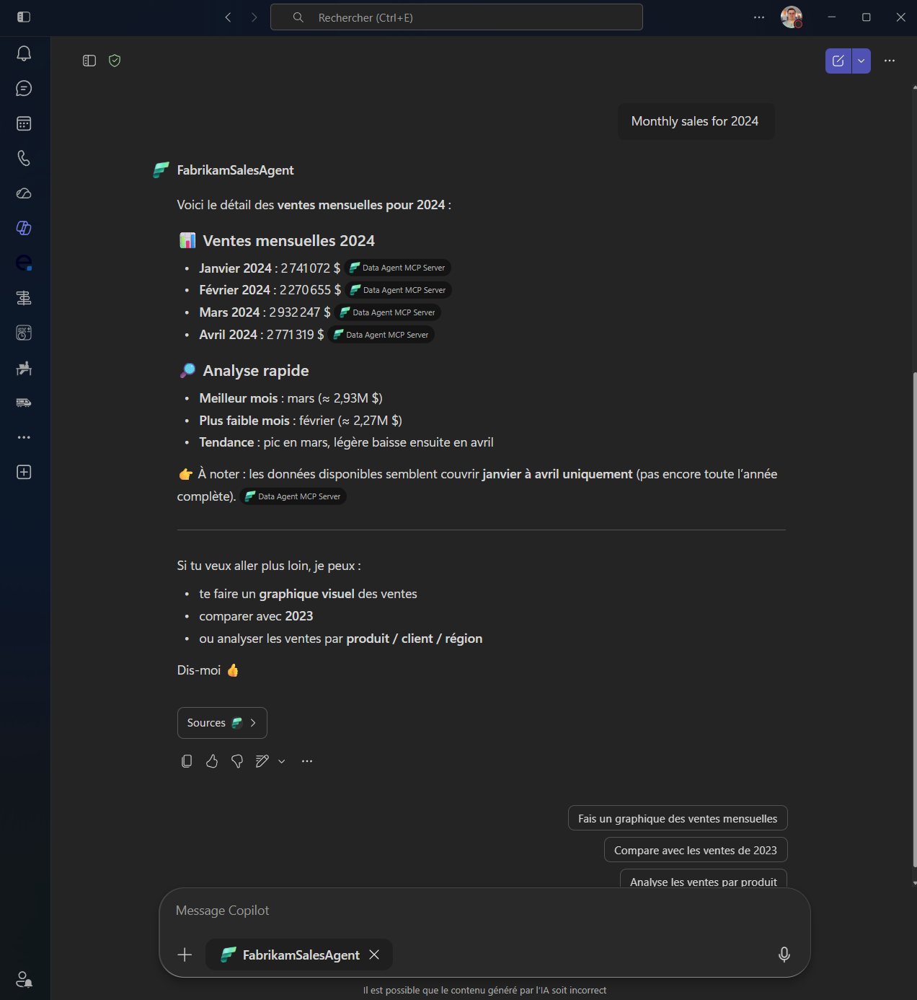 Rechercher (Ctrl+E)
Monthly sales for 2024
FabrikamSalesAgent
Voici le détail des ventes mensuelles pour 2024 :
Ventes mensuelles 2024
• Janvier 2024 : 2 741 072 $ Data Agent MCP Server
• Février 2024 : 2 270 655 $ Data Agent MCP Server
• Mars 2024 : 2 932 247 $ Data Agent MCP Server
• Avril 2024 : 2 771 319 $ Data Agent MCP Server
Analyse rapide
• Meilleur mois : mars (≈ 2,93M $)
• Plus faible mois : février (≈ 2,27M $)
• Tendance : pic en mars, légère baisse ensuite en avril
👉 À noter : les données disponibles semblent couvrir janvier à avril uniquement (pas encore toute l’année
complète). Data Agent MCP Server
Si tu veux aller plus loin, je peux :
• te faire un graphique visuel des ventes
• comparer avec 2023
• ou analyser les ventes par produit / client / région
Dis-moi 👍
Sources
Fais un graphique des ventes mensuelles
Compare avec les ventes de 2023
Analyse les ventes par produit
Message Copilot
FabrikamSalesAgent
Il est possible que le contenu généré par l’IA soit incorrect